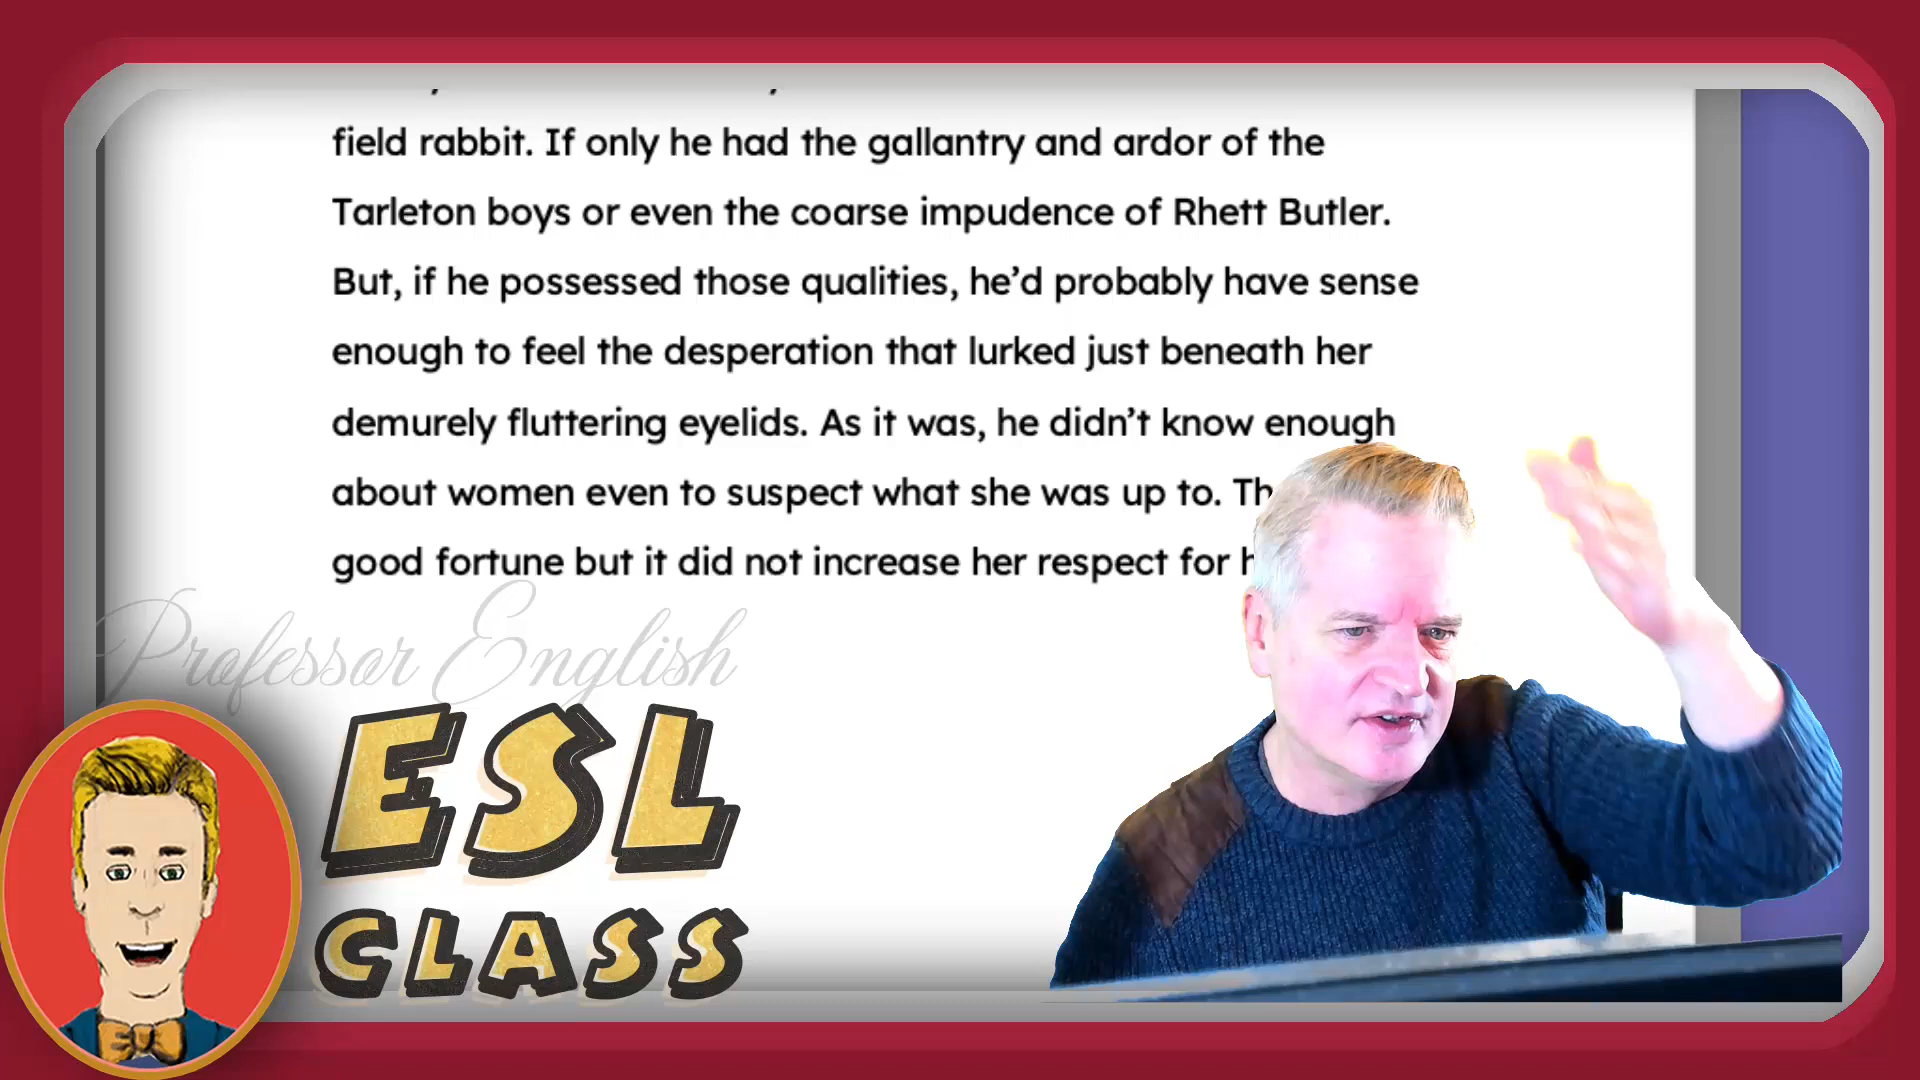 field rabbit. If only he had the gallantry and ardor of the
Tarleton boys or even the coarse impudence of Rhett Butler.
But, if he possessed those qualities, he’d probably have sense
enough to feel the desperation that lurked just beneath her
demurely fluttering eyelids. As it was, he didn’t know enough
about women even to suspect what she was up to.
good fortune but it did not increase her respect for
Professor English
ESL
CLASS